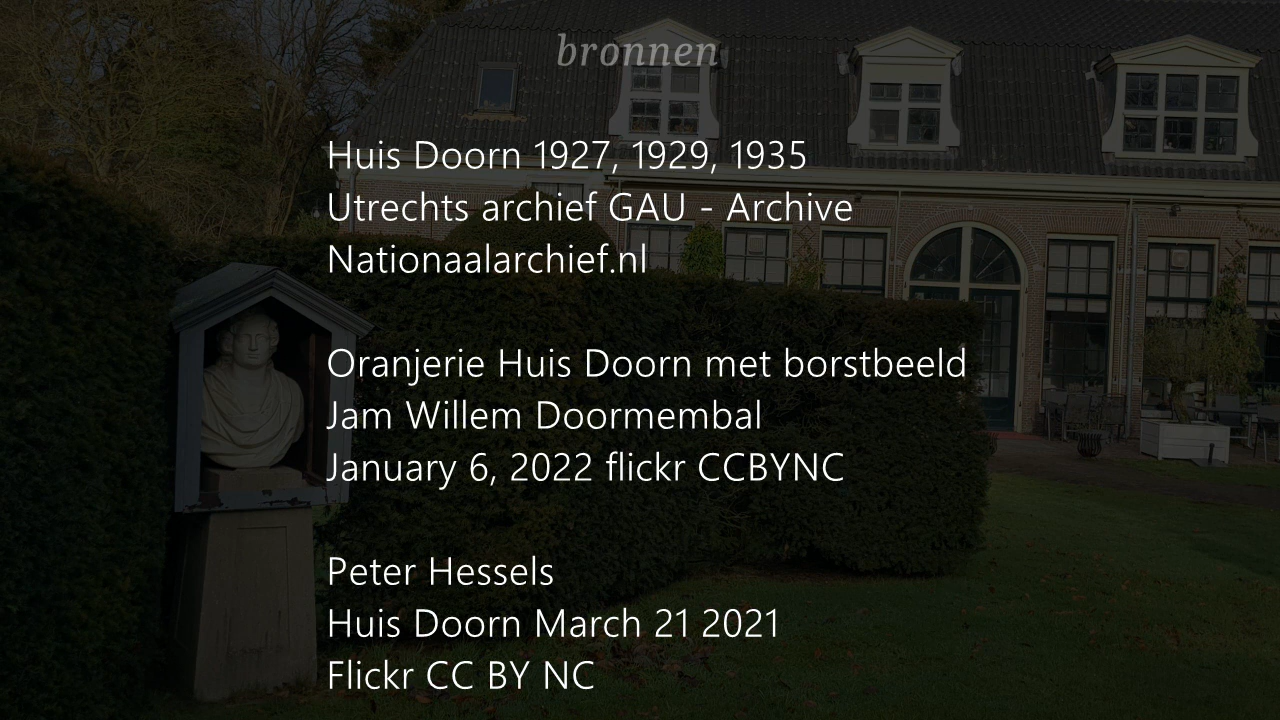 bronnen
Huis Doorn 1927, 1929, 1935
Utrechts archief GAU - Archive
Nationaalarchief.nl
Oranjerie Huis Doorn met borstbeeld
Jam Willem Doormembal
January 6, 2022 flickr CCBYNC
Peter Hessels
Huis Doorn March 21 2021
Flickr CC BY NC